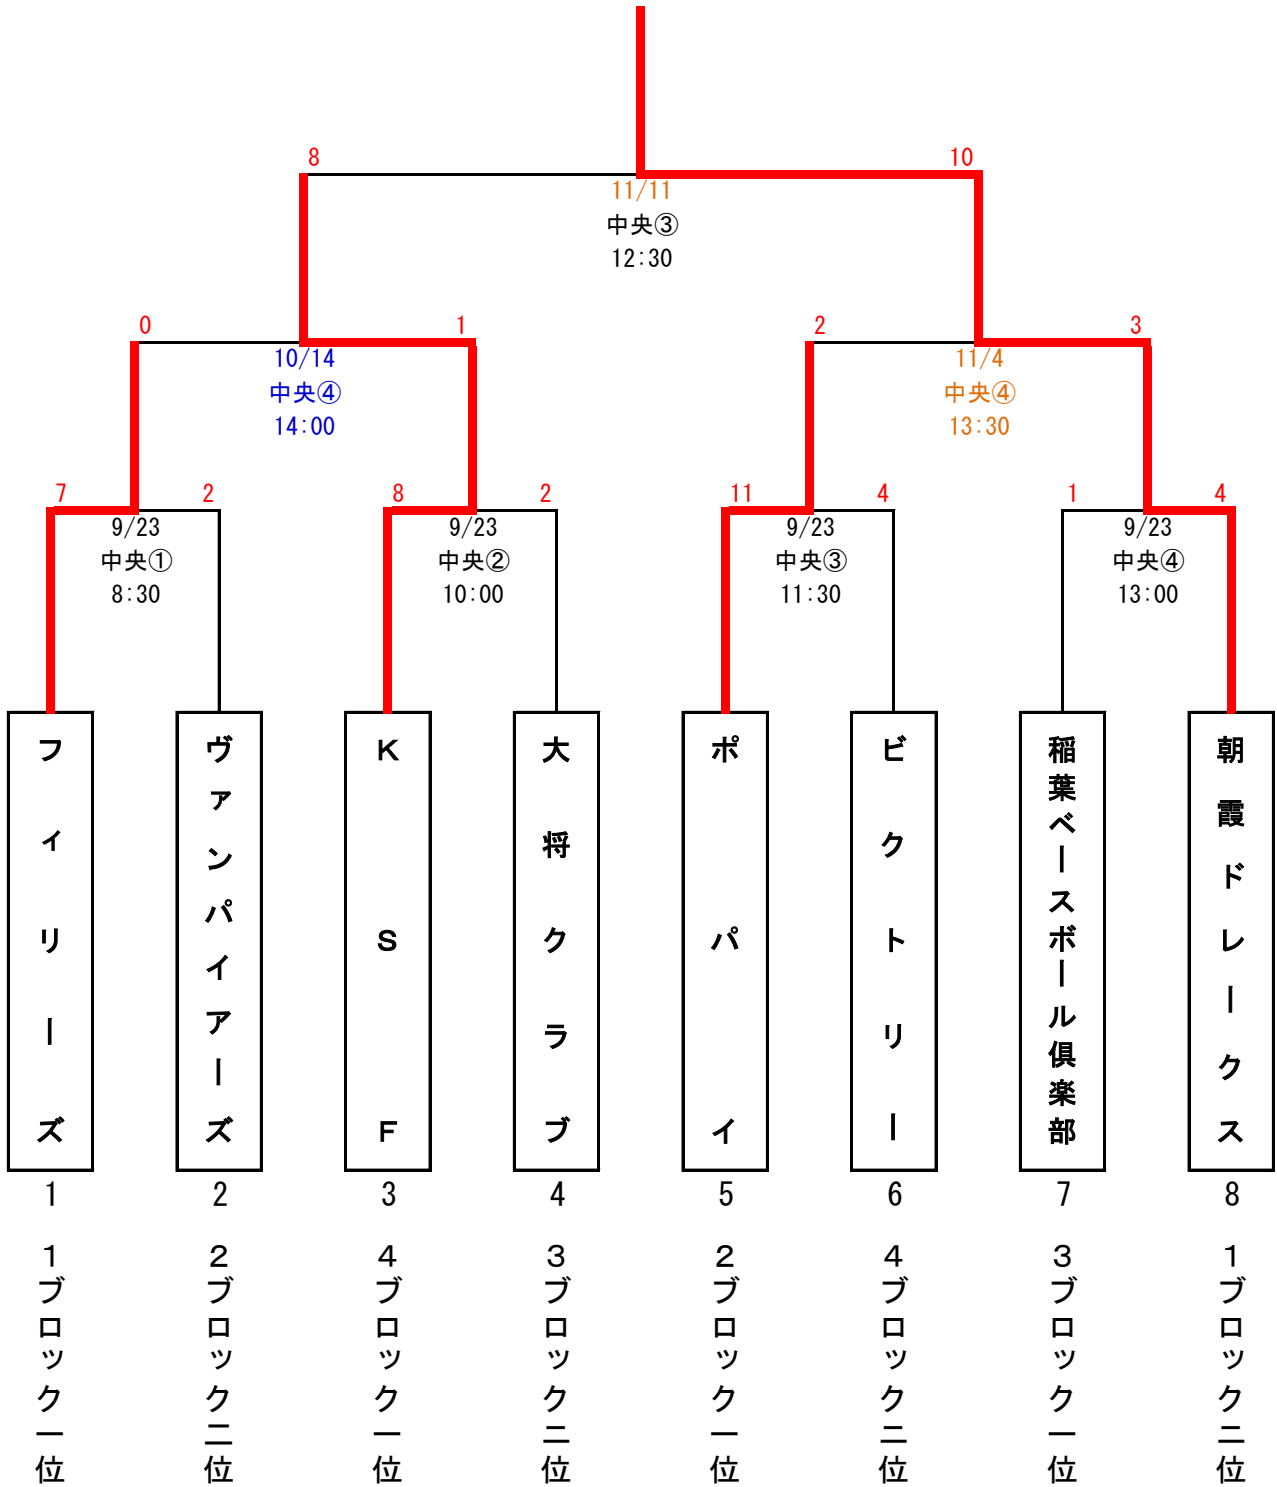 8
10
11/11
中央③
12:30
0
1
2
3
10/14
中央④
14:00
11/4
中央④
13:30
7
2
8
2
11
4
1
4
9/23
中央①
8:30
9/23
中央②
10:00
9/23
中央③
11:30
9/23
中央④
13:00
フィリーズ
ヴァンパイアーズ
KSF
大将クラブ
ポパイ
ビクトリー
稲葉ベースボール倶楽部
朝霞ドレークス
1
2
3
4
5
6
7
8
1ブロック一位
2ブロック二位
4ブロック一位
3ブロック二位
2ブロック一位
4ブロック二位
3ブロック一位
1ブロック二位